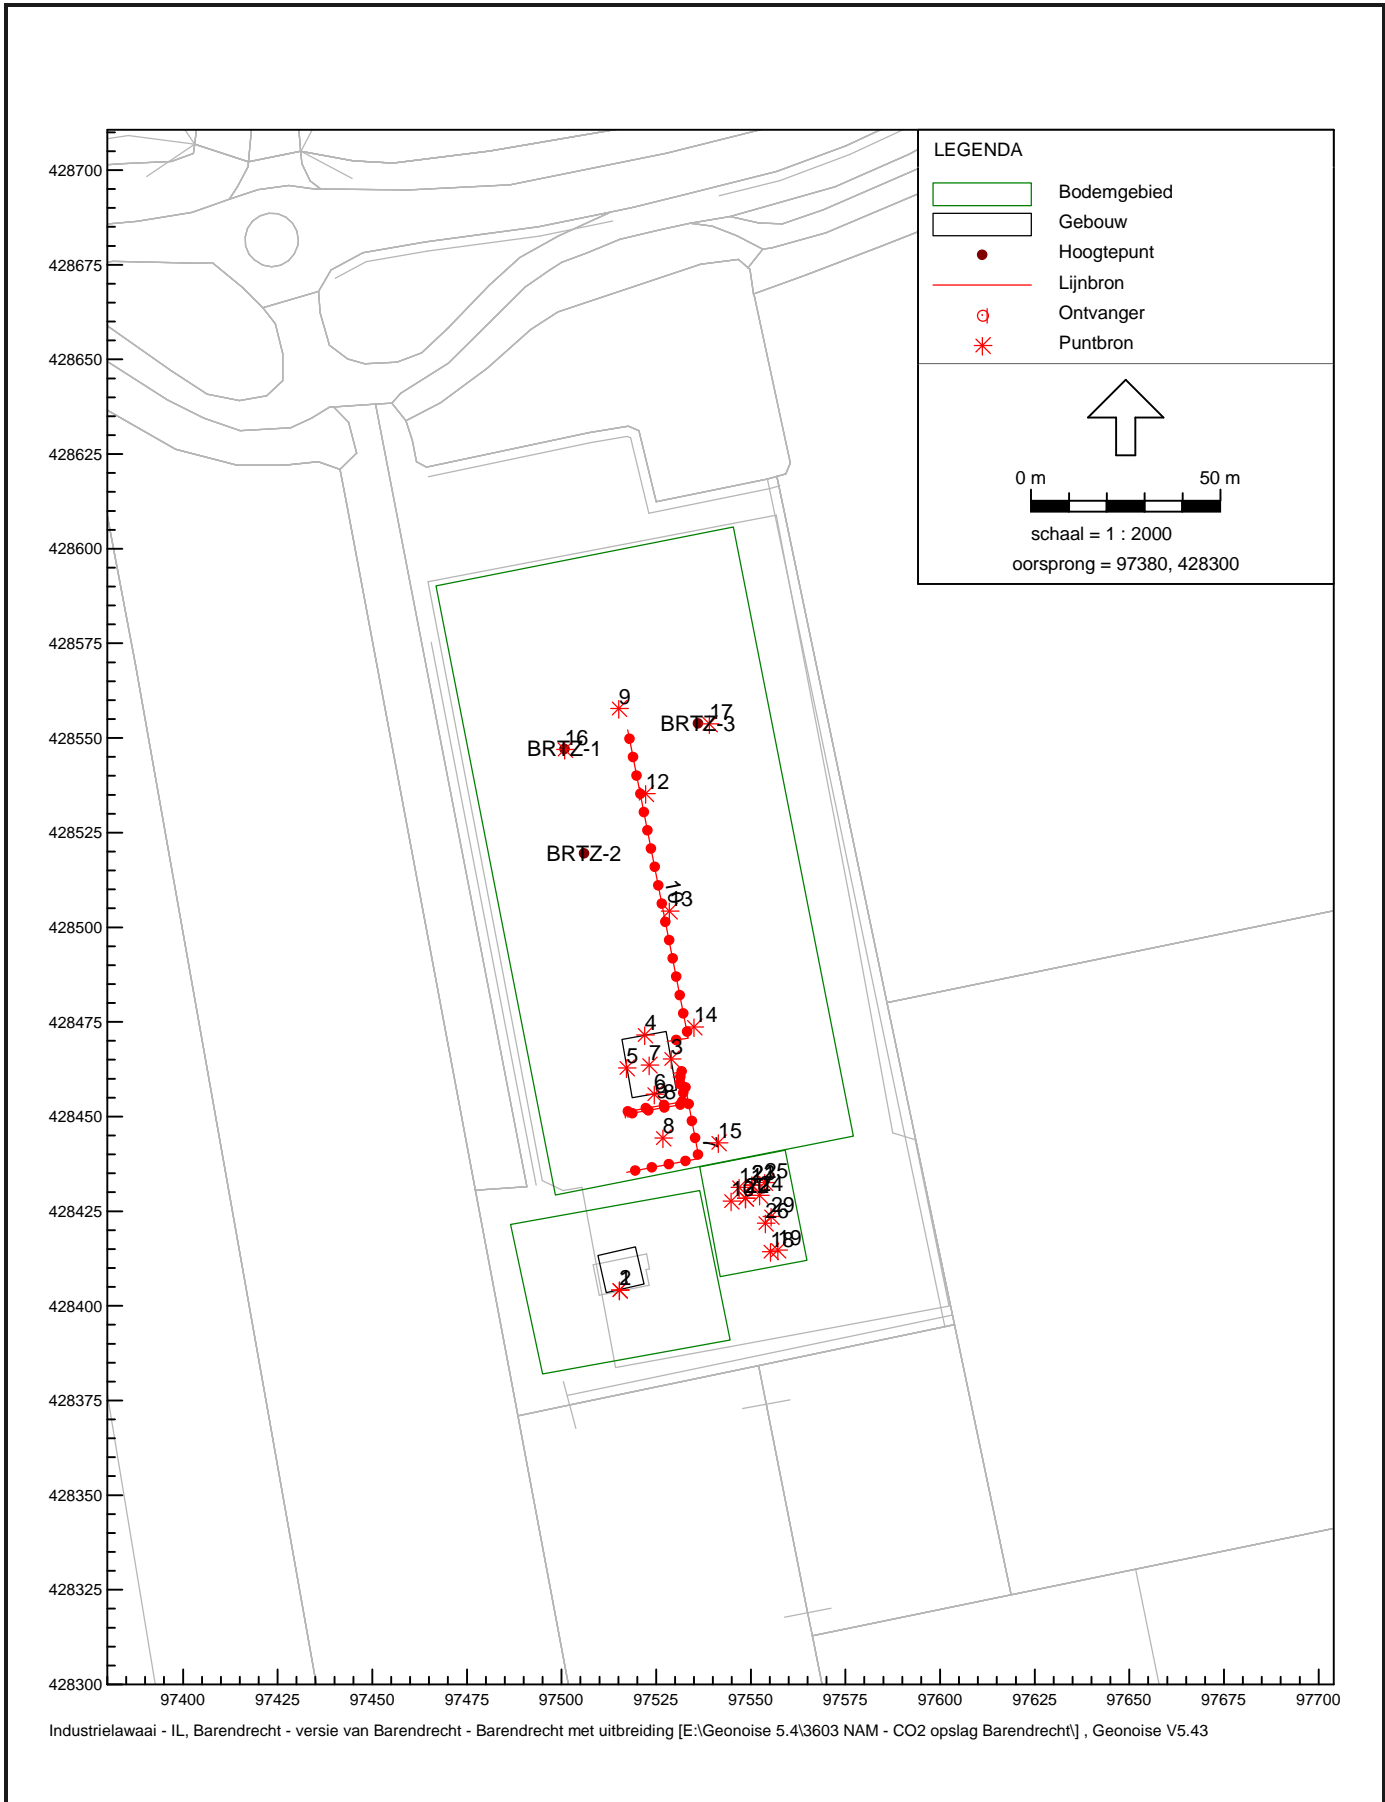 LEGENDA
Bodemgebied
Gebouw
Hoogtepunt
Lijnbron
Ontvanger
Puntbron
0 m 50 m
schaal = 1 : 2000
oorsprong = 97380, 428300
428700
428675
428650
428625
428600
428575
428550
428525
428500
428475
428450
428425
428400
428375
428350
428325
428300
9
17
BRTZ-3
16
BRTZ-1
12
BRTZ-2
10
13
14
4
3
7
5
6
9
8
8
15
7
25
24
29
26
19
18
2
97400 97425 97450 97475 97500 97525 97550 97575 97600 97625 97650 97675 97700
Industrielawaai - IL, Barendrecht - versie van Barendrecht - Barendrecht met uitbreiding [E:\Geonoise 5.4\3603 NAM - CO2 opslag Barendrecht\] , Geonoise V5.43